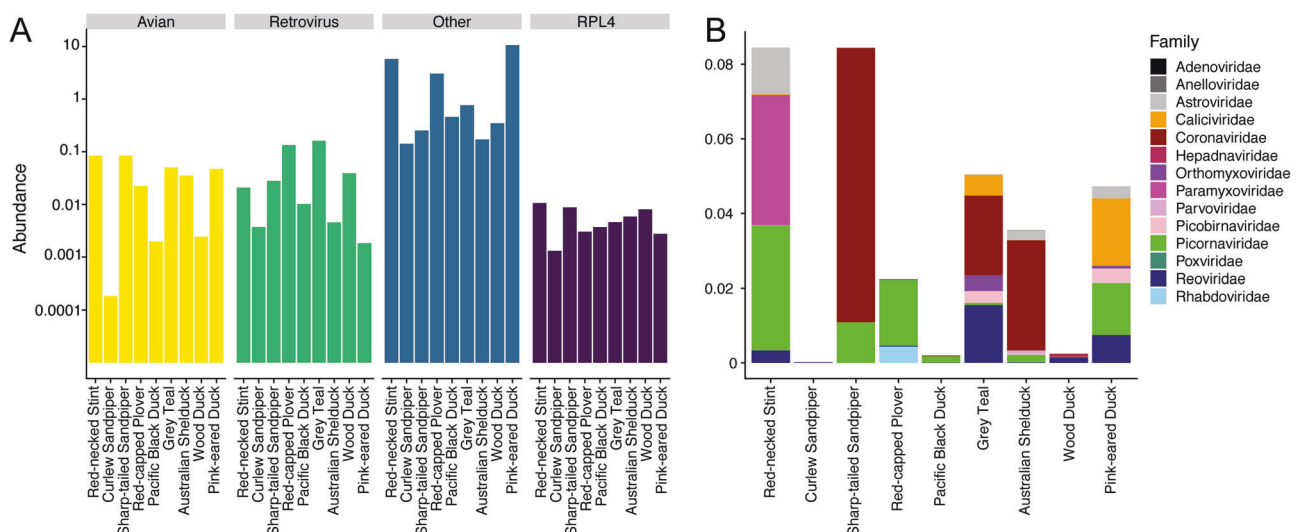 A
Avian
Retrovirus
Other
RPL4
Abundance
10
1
0.1
0.01
0.001
0.0001
Red-necked Stint
Curlew Sandpiper
Sharp-tailed Sandpiper
Red-capped Plover
Pacific Black Duck
Grey Teal
Australian Shelduck
Wood Duck
Pink-eared Duck
Red-necked Stint
Curlew Sandpiper
Sharp-tailed Sandpiper
Red-capped Plover
Pacific Black Duck
Grey Teal
Australian Shelduck
Wood Duck
Pink-eared Duck
Red-necked Stint
Curlew Sandpiper
Sharp-tailed Sandpiper
Red-capped Plover
Pacific Black Duck
Grey Teal
Australian Shelduck
Wood Duck
Pink-eared Duck
Red-necked Stint
Curlew Sandpiper
Sharp-tailed Sandpiper
Red-capped Plover
Pacific Black Duck
Grey Teal
Australian Shelduck
Wood Duck
Pink-eared Duck
B
0.08
0.06
0.04
0.02
0
Red-necked Stint
Curlew Sandpiper
Sharp-tailed Sandpiper
Red-capped Plover
Pacific Black Duck
Grey Teal
Australian Shelduck
Wood Duck
Pink-eared Duck
Family
Adenoviridae
Anelloviridae
Astroviridae
Caliciviridae
Coronaviridae
Hepadnaviridae
Orthomyxoviridae
Paramyxoviridae
Parvoviridae
Picobirnaviridae
Picornaviridae
Poxviridae
Reoviridae
Rhabdoviridae